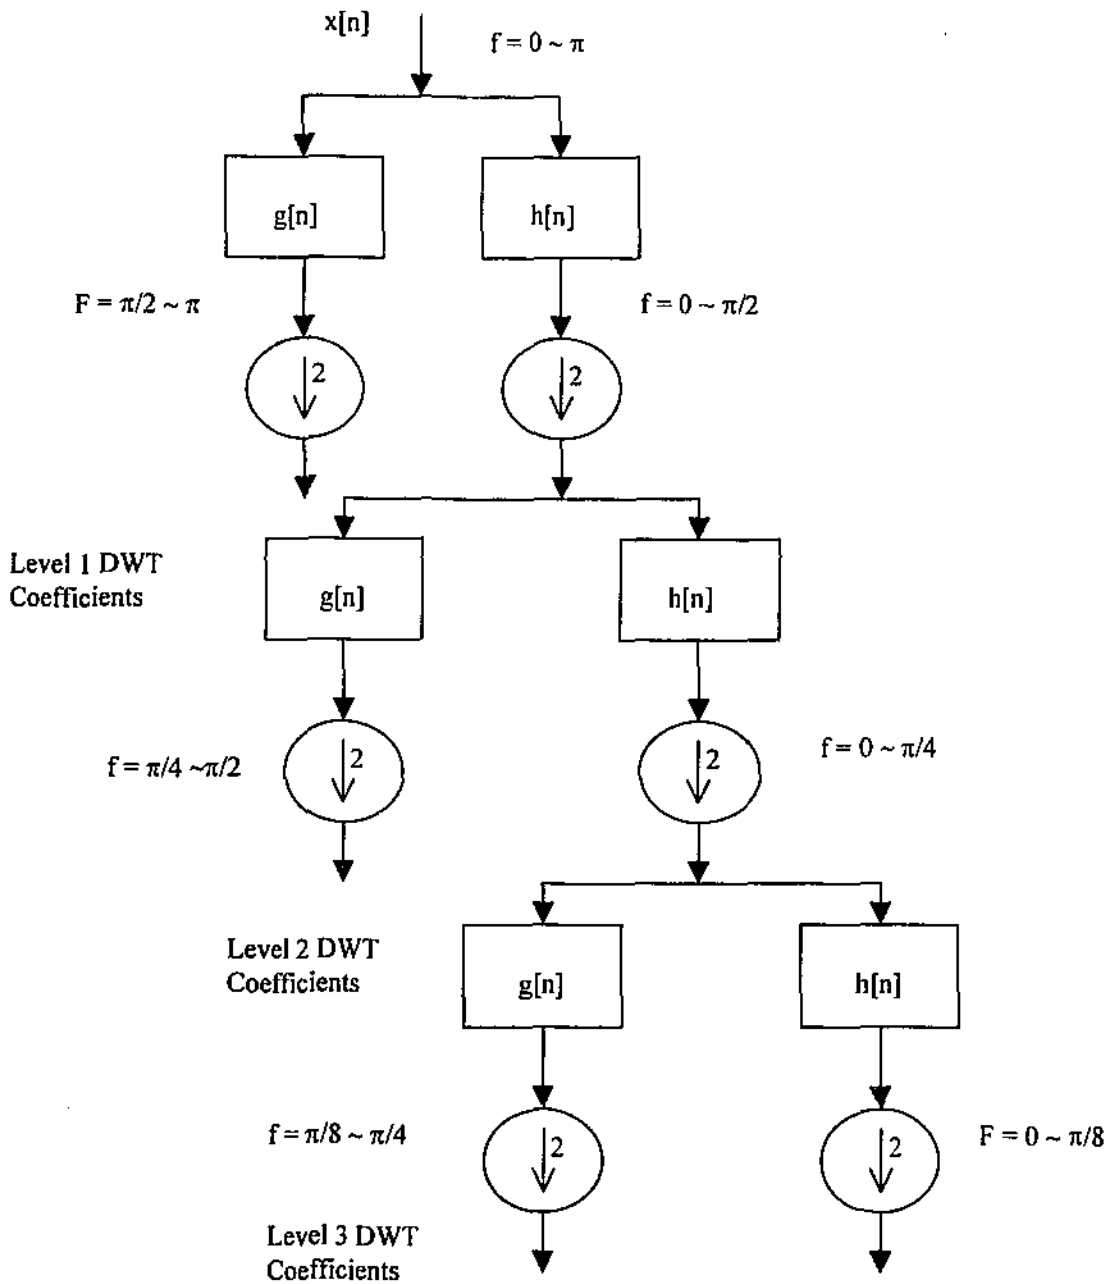 x[n]
f = 0 ~ π
g[n]
h[n]
F = π/2 ~ π
f = 0 ~ π/2
2
2
Level 1 DWT
Coefficients
g[n]
h[n]
f = π/4 ~π/2
2
2
f = 0 ~ π/4
Level 2 DWT
Coefficients
g[n]
h[n]
f = π/8 ~ π/4
2
2
F = 0 ~ π/8
Level 3 DWT
Coefficients